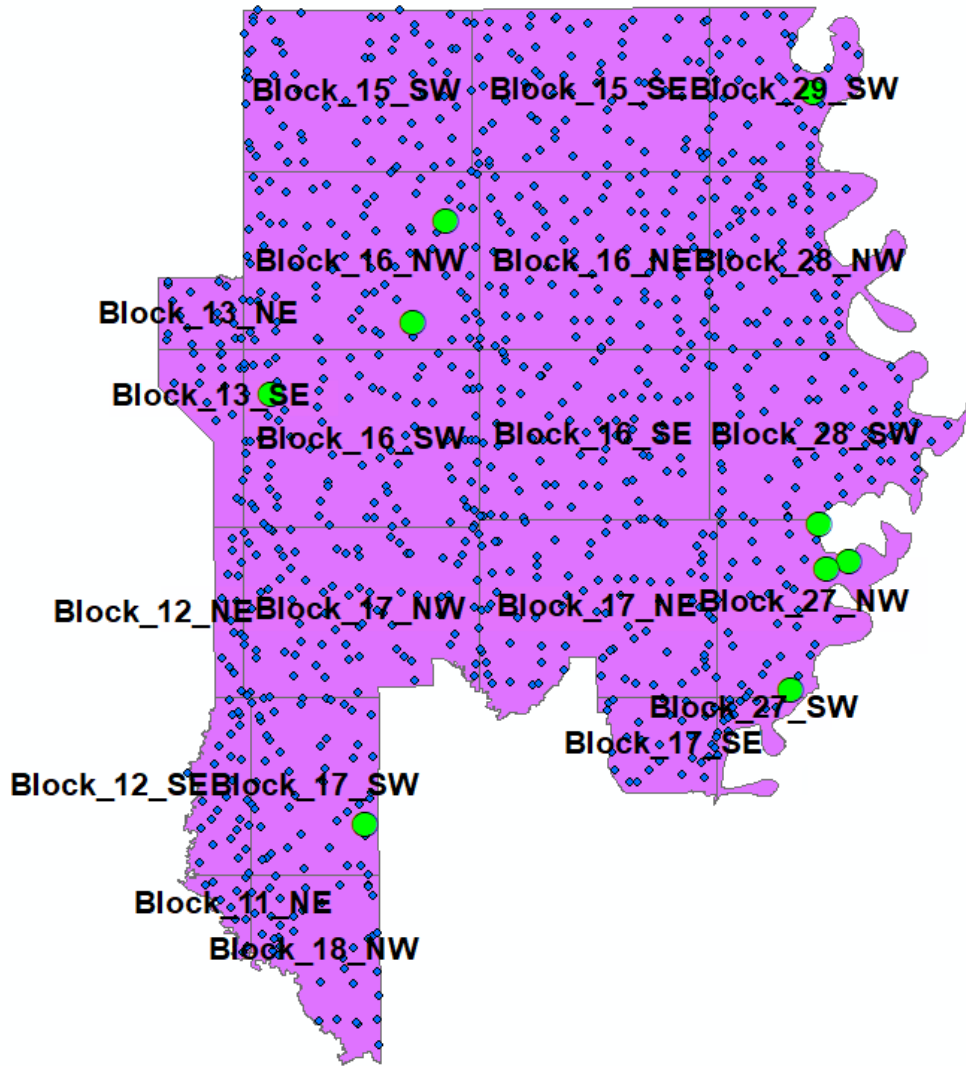 Block_15_SW Block_15_SE Block_29_SW
Block_16_NW Block_16_NE Block_28_NW
Block_13_NE
Block_13_SE
Block_16_SW Block_16_SE Block_28_SW
Block_12_NE Block_17_NW Block_17_NE Block_27_NW
Block_27_SW
Block_17_SE
Block_12_SE Block_17_SW
Block_11_NE
Block_18_NW